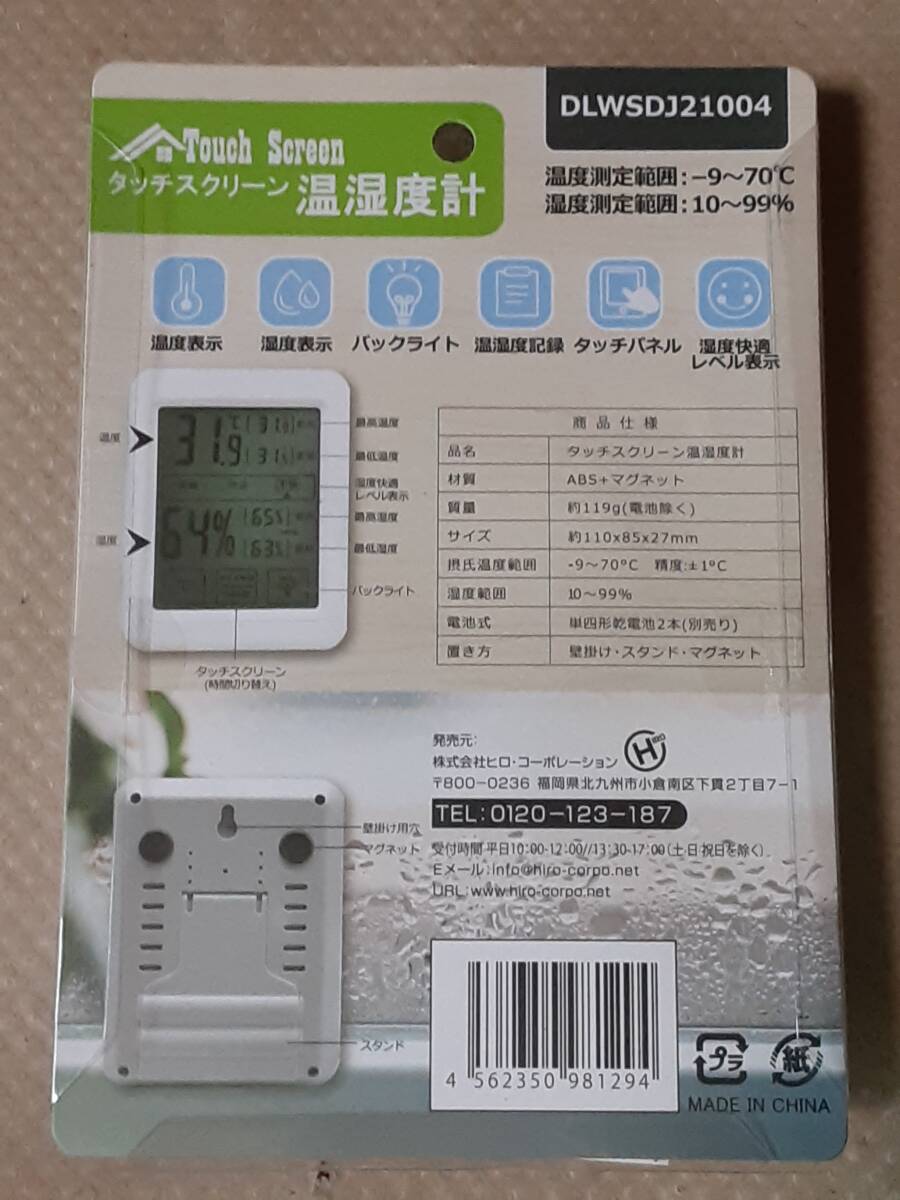 DLWSDJ21004
Touch Screen
タッチスクリーン 温湿度計
温度測定範囲:−9〜70℃
湿度測定範囲:10〜99%
温度表示
湿度表示
バックライト
温湿度記録
タッチパネル
湿度快適
レベル表示
温度
湿度
31.9
℃
64%
65%
63%
最高温度
最低温度
湿度快適
レベル表示
最高湿度
最低湿度
バックライト
タッチスクリーン
(時間切り替え)
商品仕様
品名 タッチスクリーン温湿度計
材質 ABS+マグネット
質量 約119g(電池除く)
サイズ 約110x85x27mm
摂氏温度範囲 -9〜70°C 精度:±1°C
湿度範囲 10〜99%
電池式 単四形乾電池2本(別売り)
置き方 壁掛け・スタンド・マグネット
発売元:
株式会社ヒロ・コーポレーション
H
HIRO
〒800−0236 福岡県北九州市小倉南区下貫2丁目7−1
TEL:0120−123−187
受付時間 平日10:00-12:00//13:30-17:00(土・日・祝日を除く)
Eメール:info@hiro-corpo.net
URL:www.hiro-corpo.net
壁掛け用穴
マグネット
スタンド
4 562350 981294
プラ
紙
MADE IN CHINA